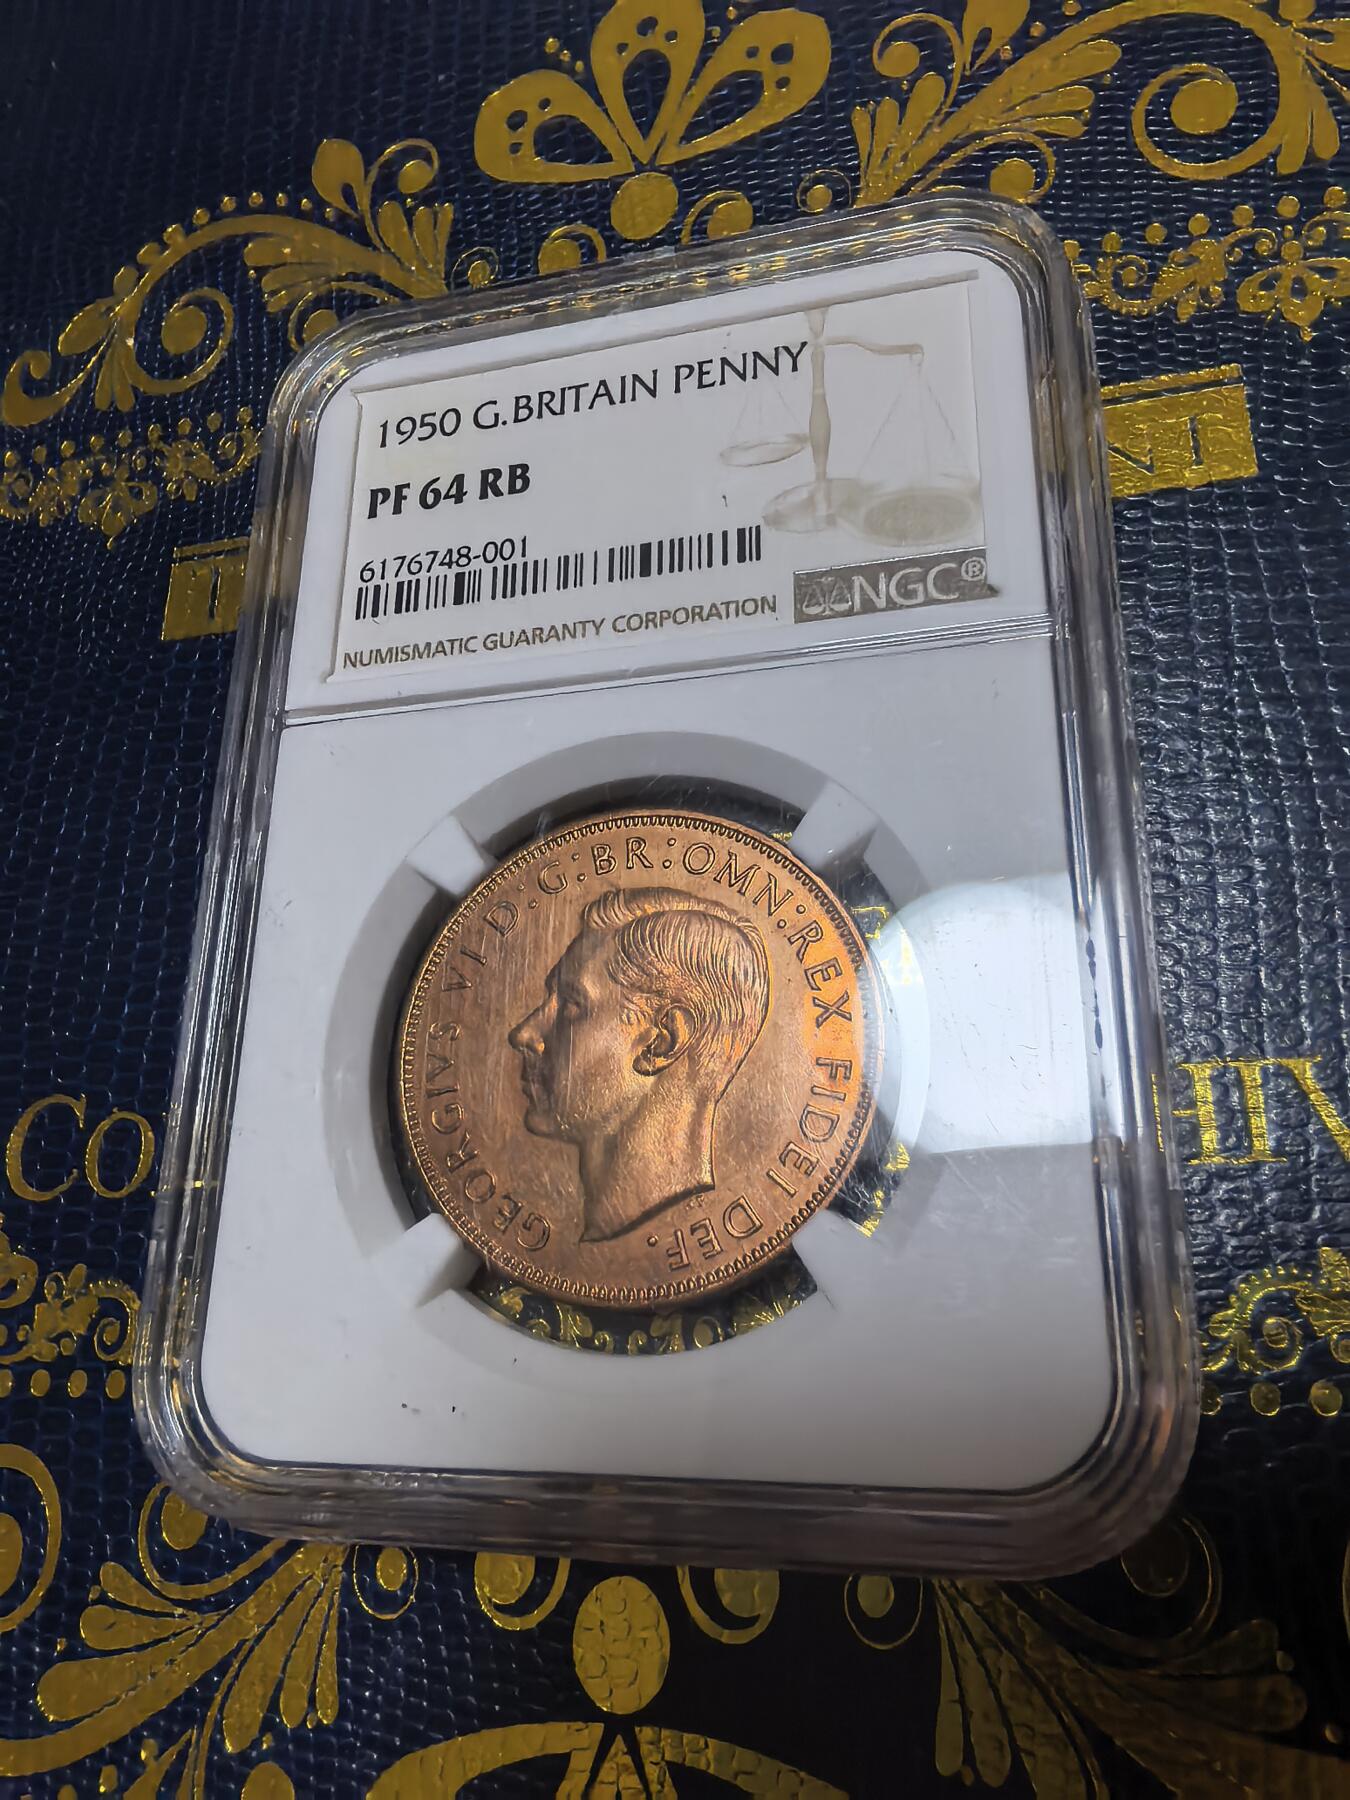 1950 G.BRITAIN PENNY
PF 64 RB
6176748-001
NUMISMATIC GUARANTY CORPORATION
NGC®
GEORGIVS VI D:G:BR:OMN:REX FIDEI DEF.
CO